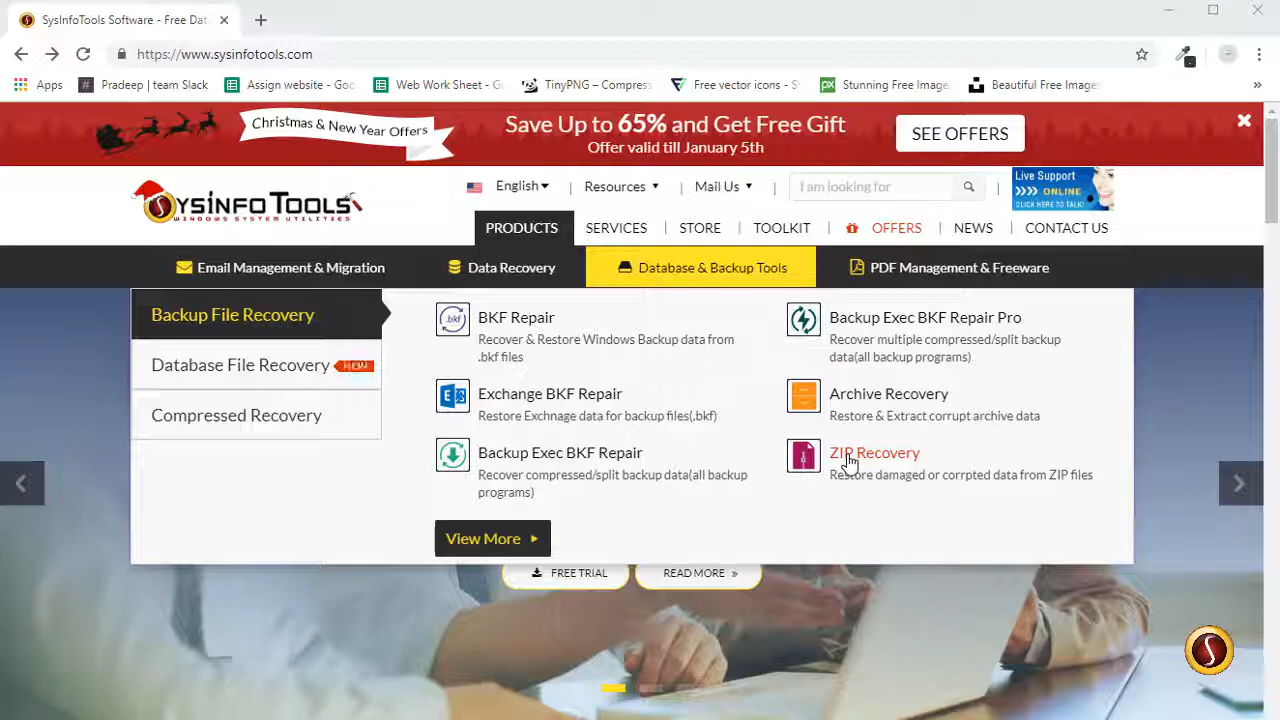 SysInfoTools Software - Free Dat
https://www.sysinfotools.com
Apps
Pradeep | team Slack
Assign website - Goo
Web Work Sheet - G
TinyPNG – Compress
Free vector icons - S
Stunning Free Image
Beautiful Free Image
»
Christmas & New Year Offers
Save Up to 65% and Get Free Gift
Offer valid till January 5th
SEE OFFERS
SYSINFOTOOLS
WINDOWS SYSTEM UTILITIES
English
Resources
Mail Us
I am looking for
Live Support
>>>> ONLINE
CLICK HERE TO TALK!
PRODUCTS
SERVICES
STORE
TOOLKIT
OFFERS
NEWS
CONTACT US
Email Management & Migration
Data Recovery
Database & Backup Tools
PDF Management & Freeware
Backup File Recovery
Database File Recovery NEW
Compressed Recovery
.bkf
BKF Repair
Recover & Restore Windows Backup data from
.bkf files
Exchange BKF Repair
Restore Exchnage data for backup files(.bkf)
Backup Exec BKF Repair
Recover compressed/split backup data(all backup
programs)
View More
Backup Exec BKF Repair Pro
Recover multiple compressed/split backup
data(all backup programs)
Archive Recovery
Restore & Extract corrupt archive data
ZIP Recovery
Restore damaged or corrpted data from ZIP files
FREE TRIAL
READ MORE »